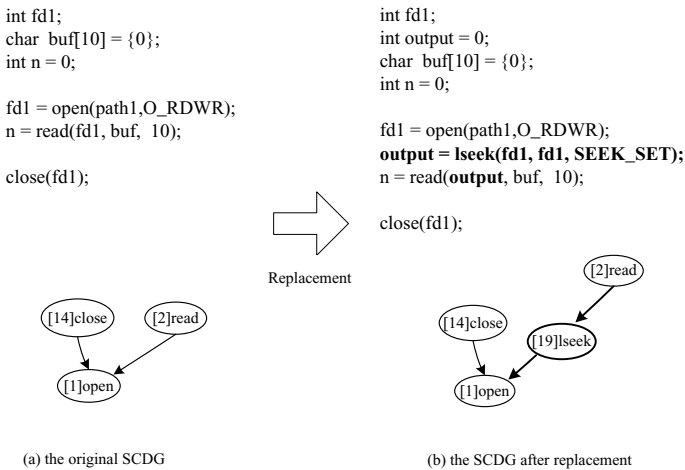 int fd1;
char  buf[10] = {0};
int n = 0;
fd1 = open(path1,O_RDWR);
n = read(fd1, buf,  10);
close(fd1);
Replacement
int fd1;
int output = 0;
char  buf[10] = {0};
int n = 0;
fd1 = open(path1,O_RDWR);
output = lseek(fd1, fd1, SEEK_SET);
n = read(output, buf,  10);
close(fd1);
[14]close
[2]read
[1]open
[2]read
[14]close
[19]lseek
[1]open
(a) the original SCDG
(b) the SCDG after replacement